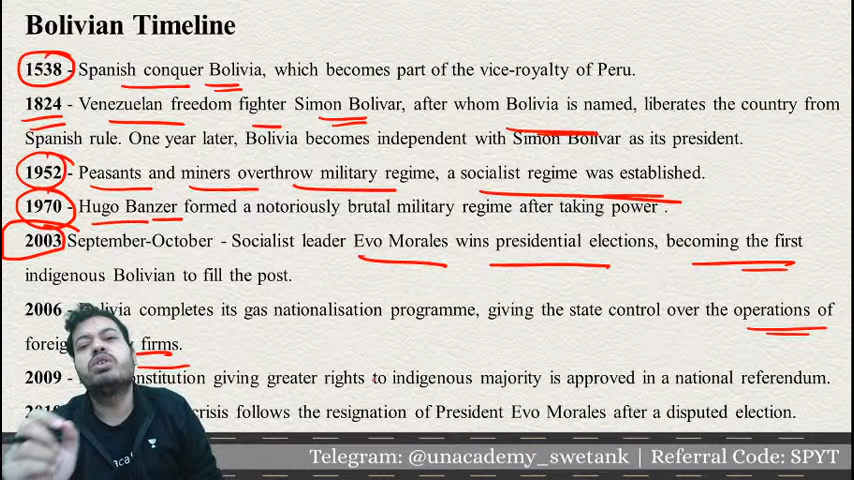 Bolivian Timeline
1538 - Spanish conquer Bolivia, which becomes part of the vice-royalty of Peru.
1824 - Venezuelan freedom fighter Simon Bolivar, after whom Bolivia is named, liberates the country from
Spanish rule. One year later, Bolivia becomes independent with Simon Bolivar as its president.
1952 - Peasants and miners overthrow military regime, a socialist regime was established.
1970 - Hugo Banzer formed a notoriously brutal military regime after taking power .
2003 September-October - Socialist leader Evo Morales wins presidential elections, becoming the first
indigenous Bolivian to fill the post.
2006 - Bolivia completes its gas nationalisation programme, giving the state control over the operations of
firms.
2009 - constitution giving greater rights to indigenous majority is approved in a national referendum.
crisis follows the resignation of President Evo Morales after a disputed election.
Telegram: @unacademy_swetank | Referral Code: SPYT